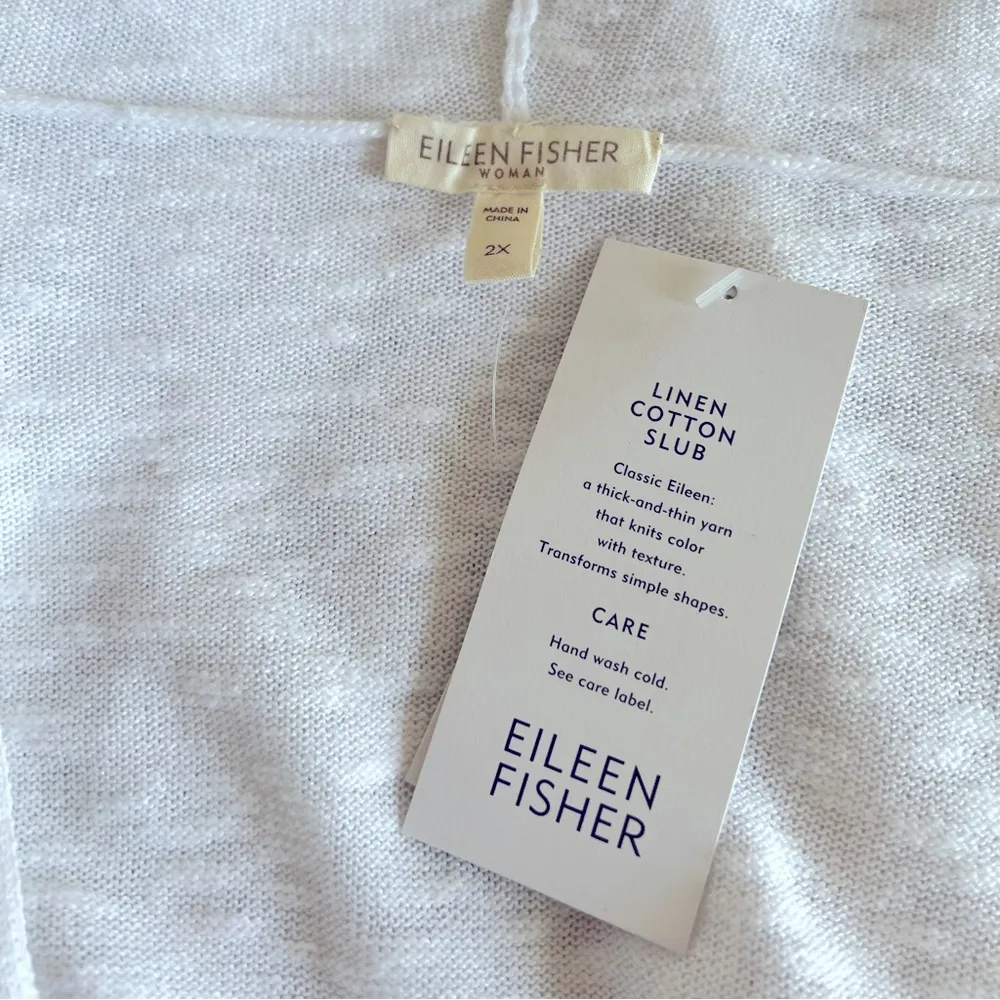 EILEEN FISHER
WOMAN
MADE IN
CHINA
2X
LINEN
COTTON
SLUB
Classic Eileen:
a thick-and-thin yarn
that knits color
with texture.
Transforms simple shapes.
CARE
Hand wash cold.
See care label.
EILEEN
FISHER